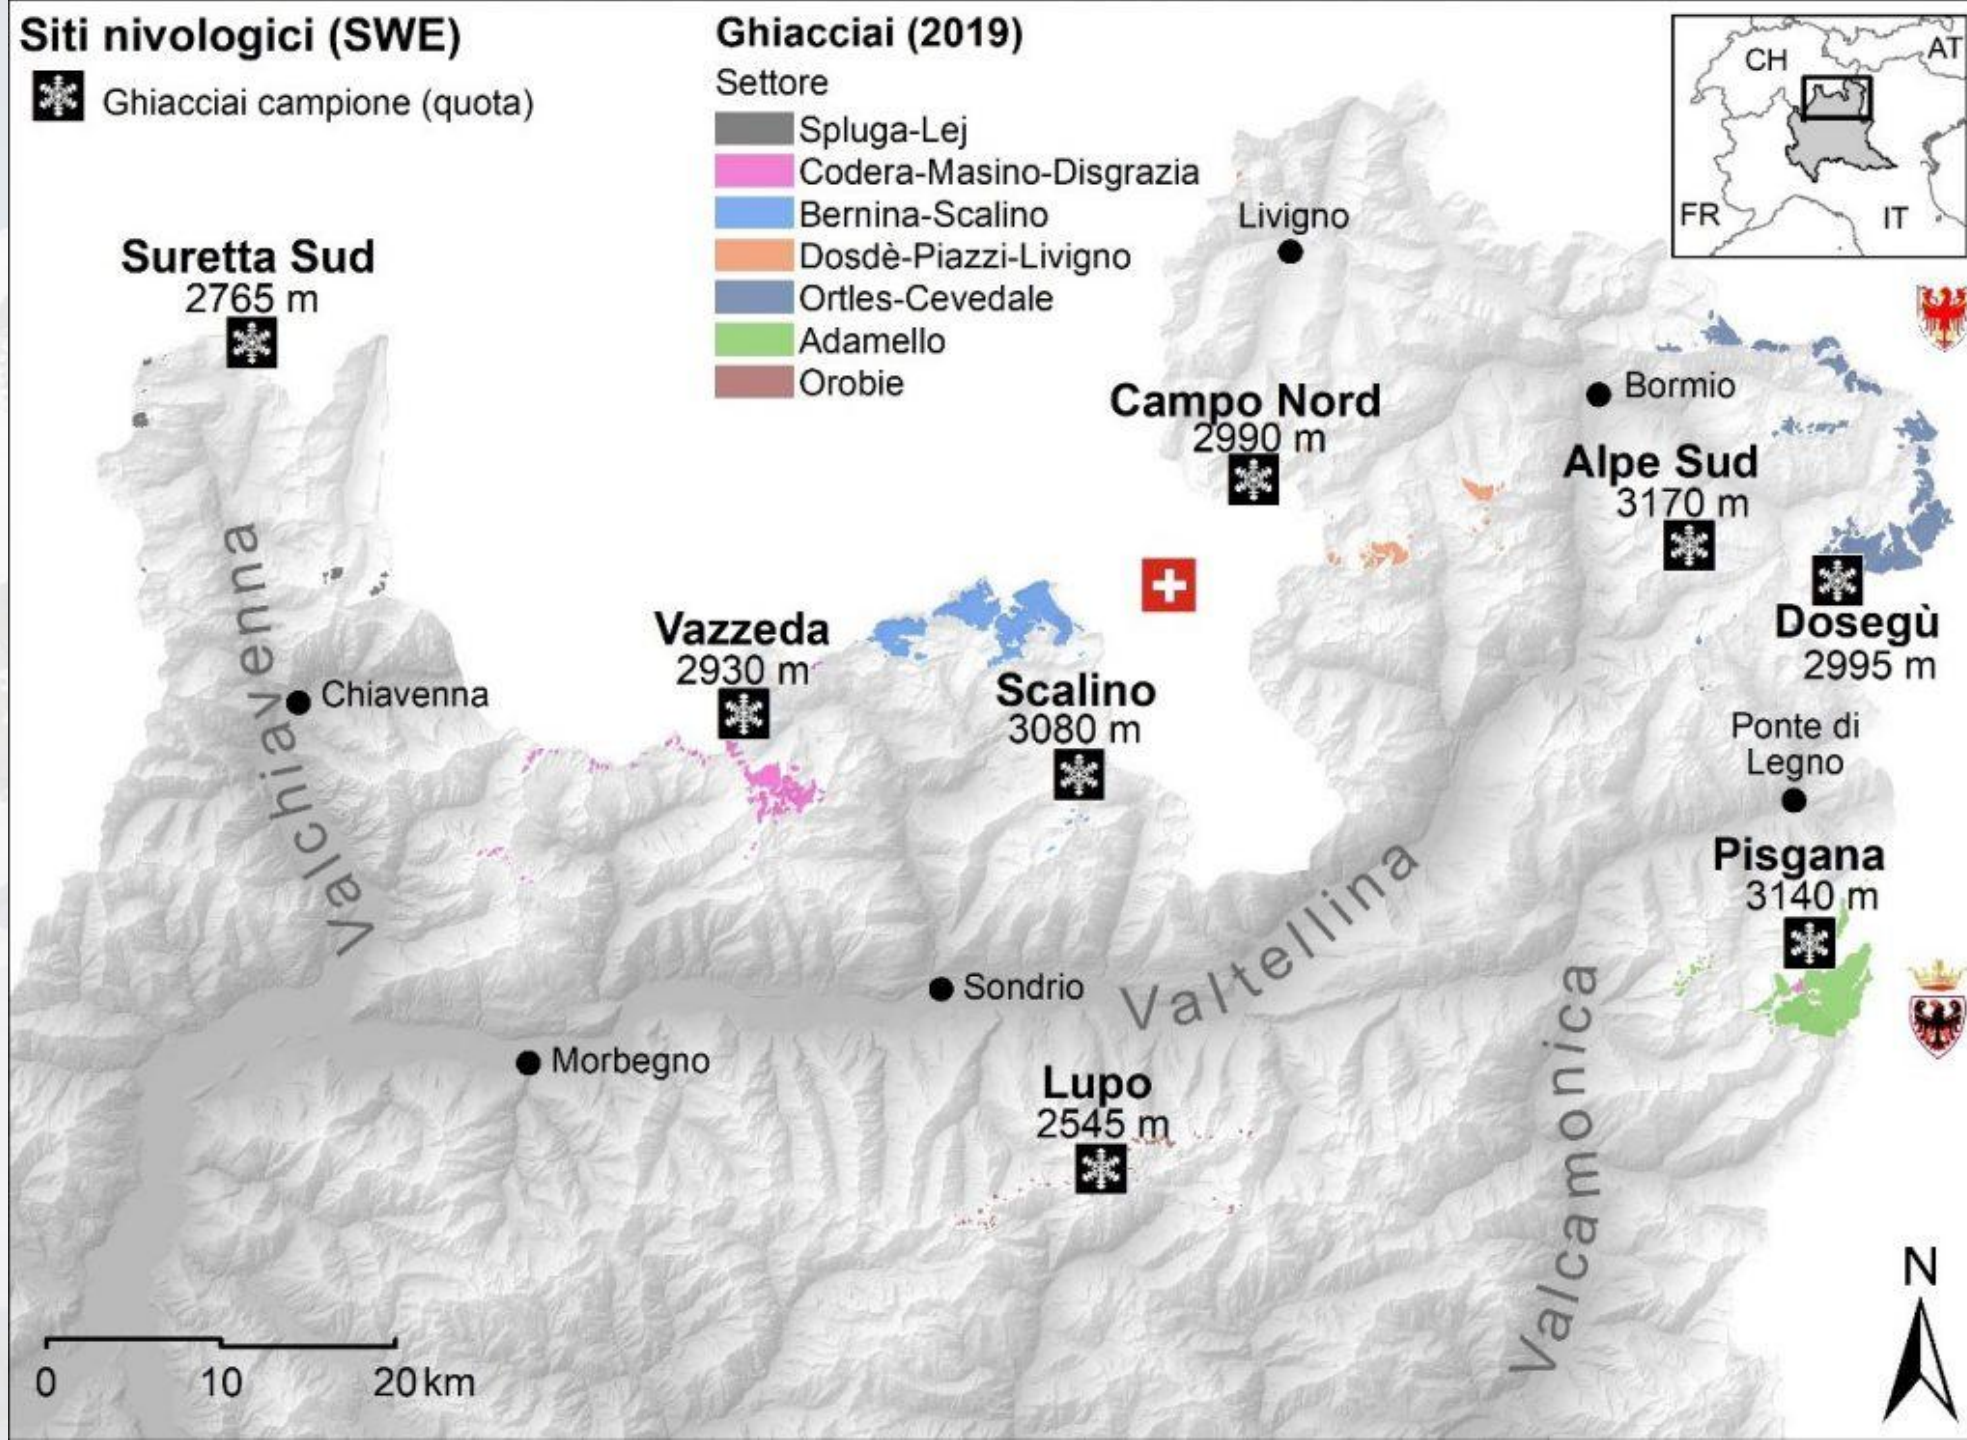 Siti nivologici (SWE)
Ghiacciai campione (quota)
Ghiacciai (2019)
Settore
Spluga-Lej
Codera-Masino-Disgrazia
Bernina-Scalino
Dosdè-Piazzi-Livigno
Ortles-Cevedale
Adamello
Orobie
CH
AT
FR
IT
Livigno
Suretta Sud
2765 m
Campo Nord
2990 m
Bormio
Alpe Sud
3170 m
Dosegù
2995 m
Vazzeda
2930 m
Scalino
3080 m
Chiavenna
Valchiavenna
Ponte di
Legno
Pisgana
3140 m
Sondrio
Valtellina
Morbegno
Lupo
2545 m
Valcamonica
N
0 10 20 km